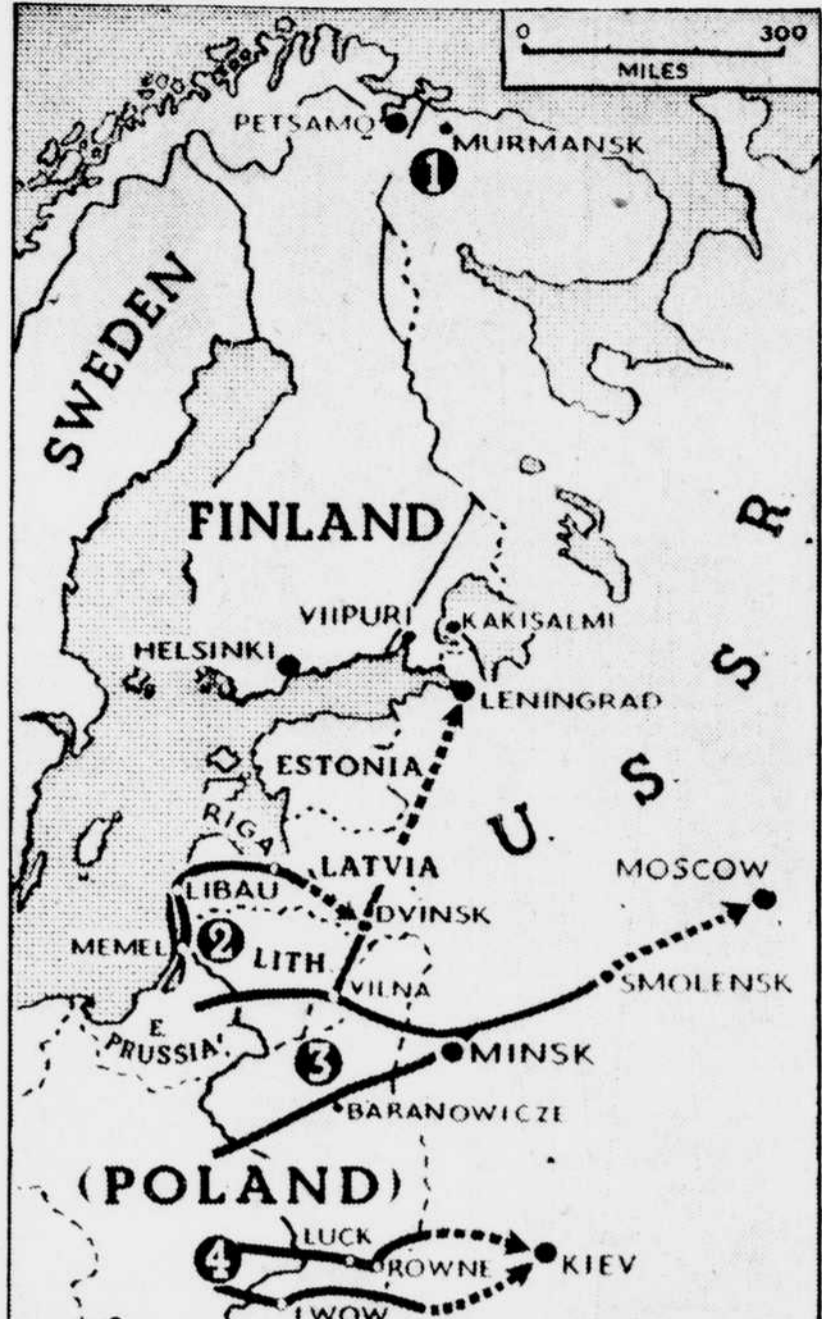 0 300
MILES
PETSAMO
MURMANSK
1
SWEDEN
FINLAND
VIIPURI
KAKISALMI
HELSINKI
LENINGRAD
ESTONIA
U S S R
RIGA
LATVIA
MOSCOW
LIBAU
DVINSK
MEMEL
2
LITH
VILNA
SMOLENSK
E.
PRUSSIA
3
MINSK
BARANOWICZE
(POLAND)
4
LUCK
ROWNE
KIEV
LWOW